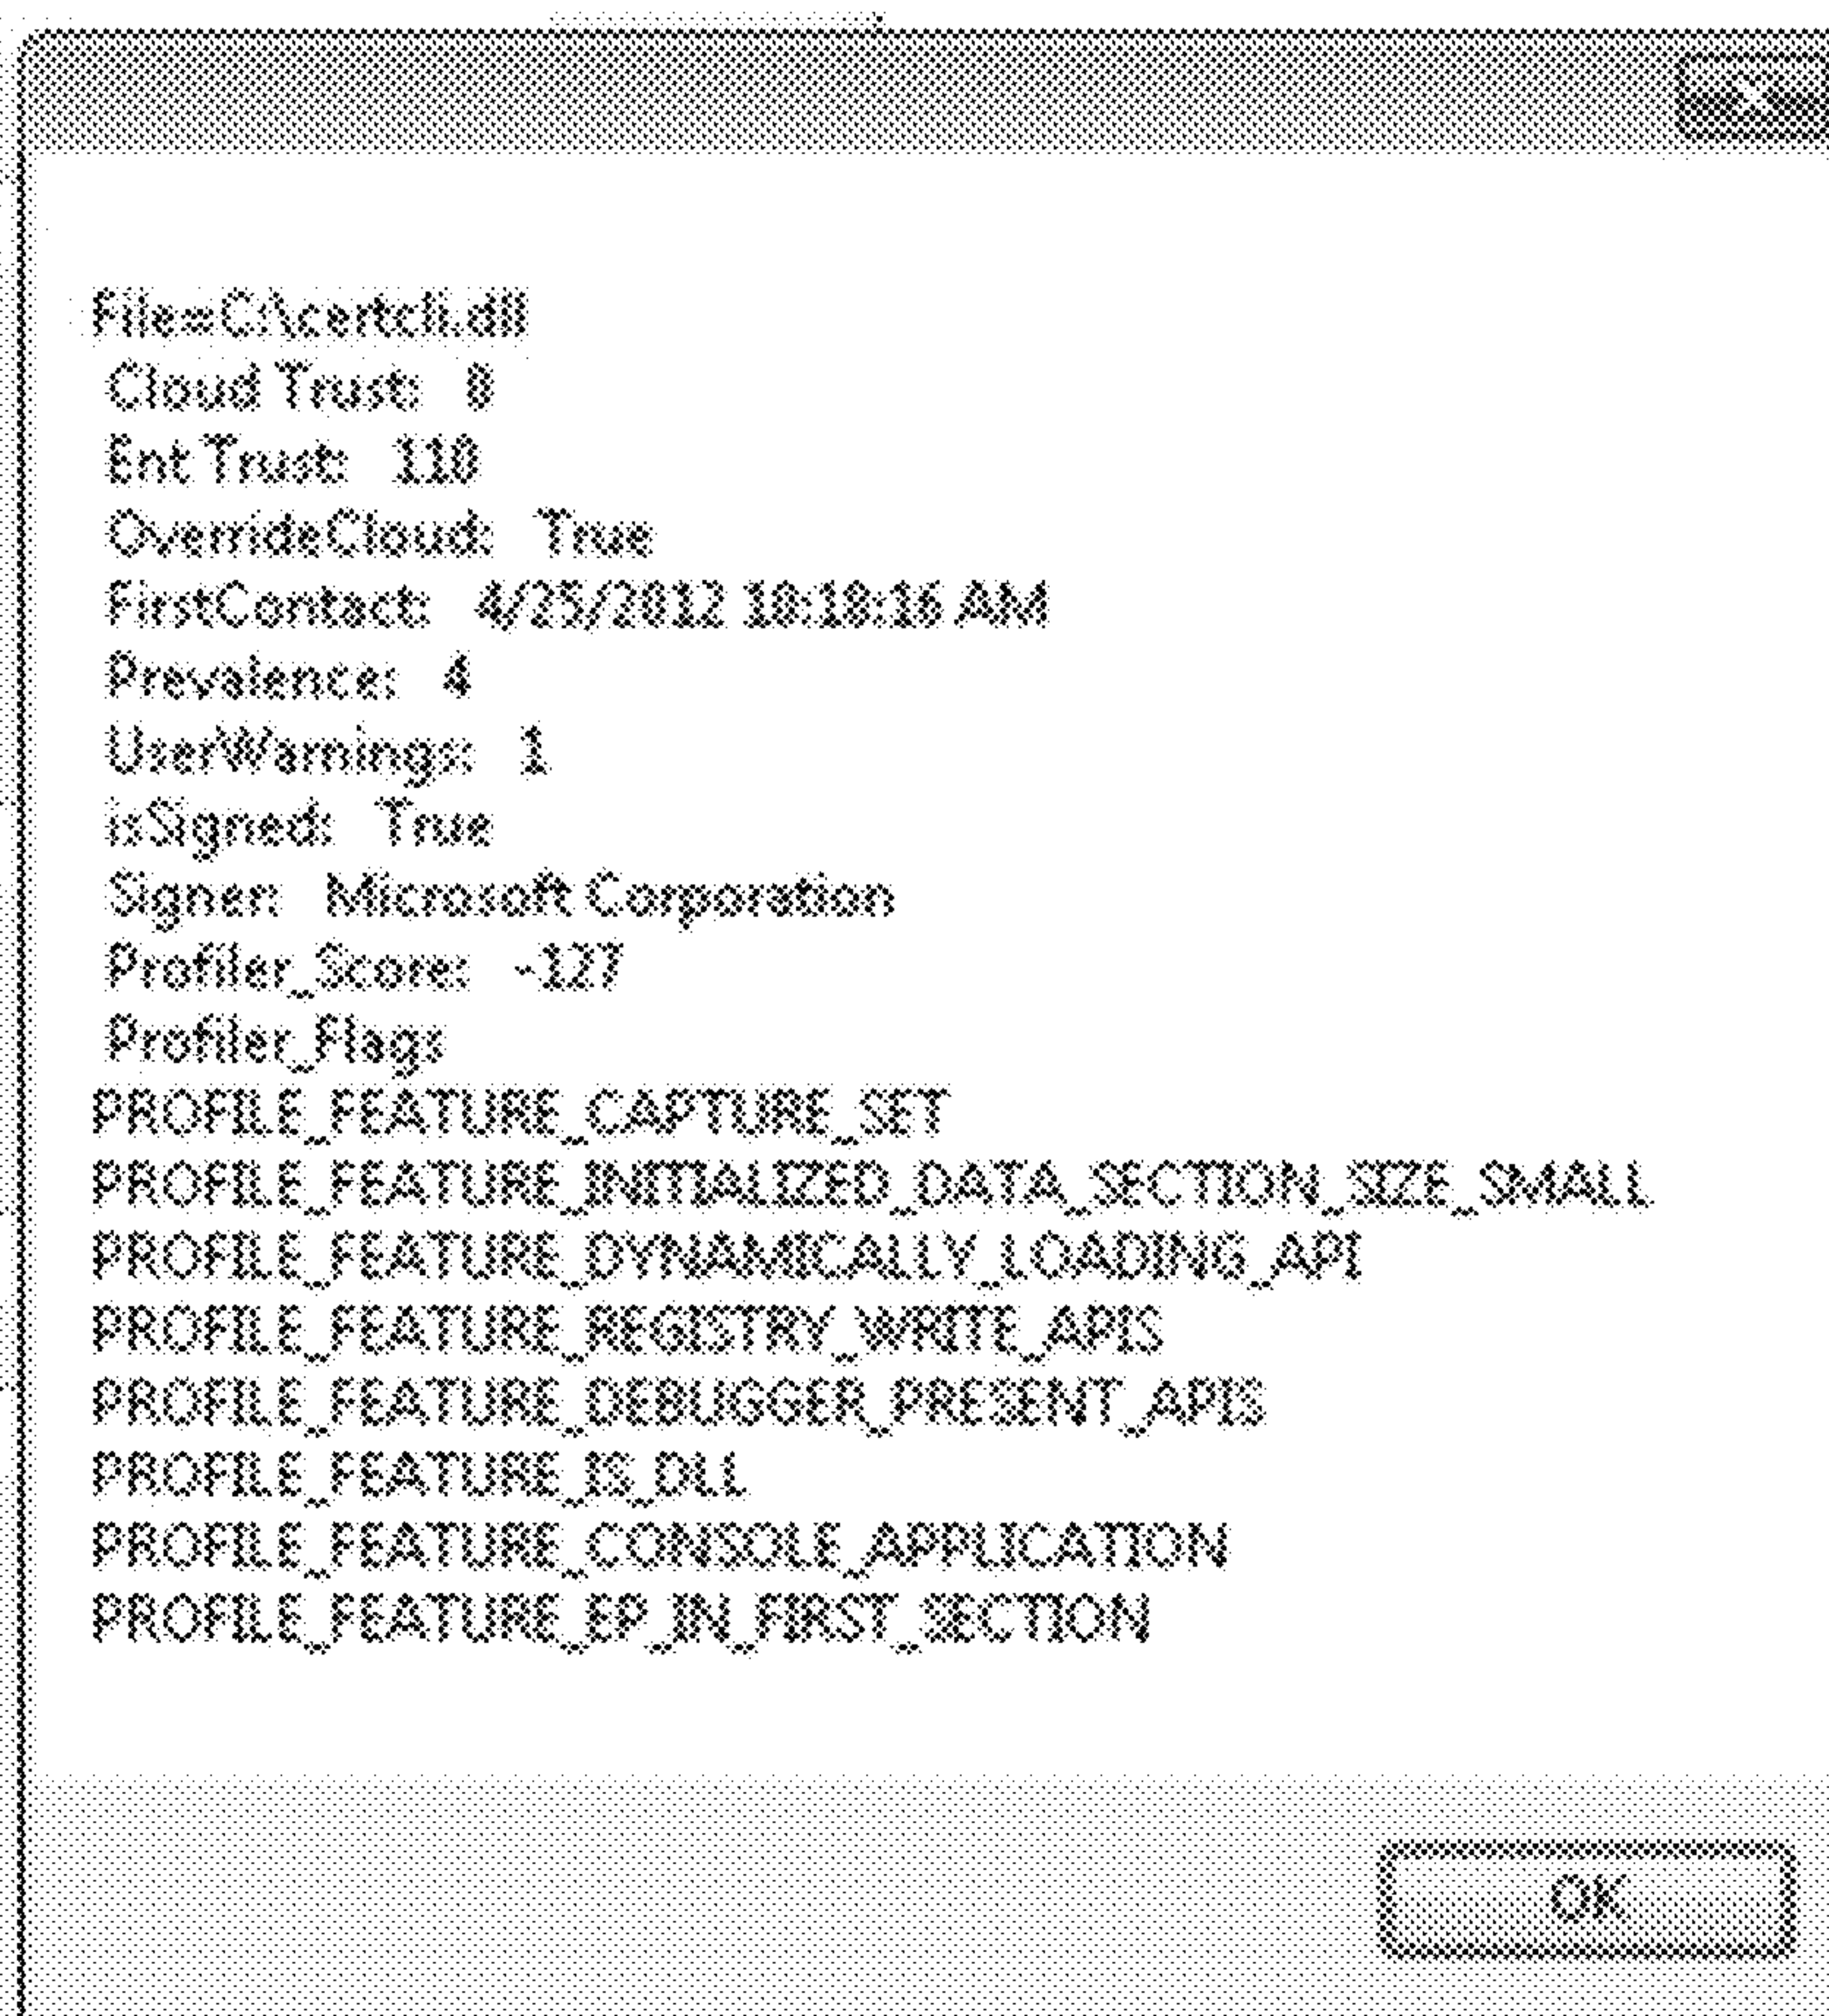 File=C:\certcli.dll
Cloud Trust: 0
Ent Trust: 110
OverrideCloud: True
FirstContact: 4/25/2012 10:18:16 AM
Prevalence: 4
UserWarnings: 1
isSigned: True
Signer: Microsoft Corporation
Profiler_Score: -127
Profiler_Flags
PROFILE_FEATURE_CAPTURE_SET
PROFILE_FEATURE_INITIALIZED_DATA_SECTION_SIZE_SMALL
PROFILE_FEATURE_DYNAMICALLY_LOADING_API
PROFILE_FEATURE_REGISTRY_WRITE_APIS
PROFILE_FEATURE_DEBUGGER_PRESENT_APIS
PROFILE_FEATURE_IS_DLL
PROFILE_FEATURE_CONSOLE_APPLICATION
PROFILE_FEATURE_EP_IN_FIRST_SECTION
OK